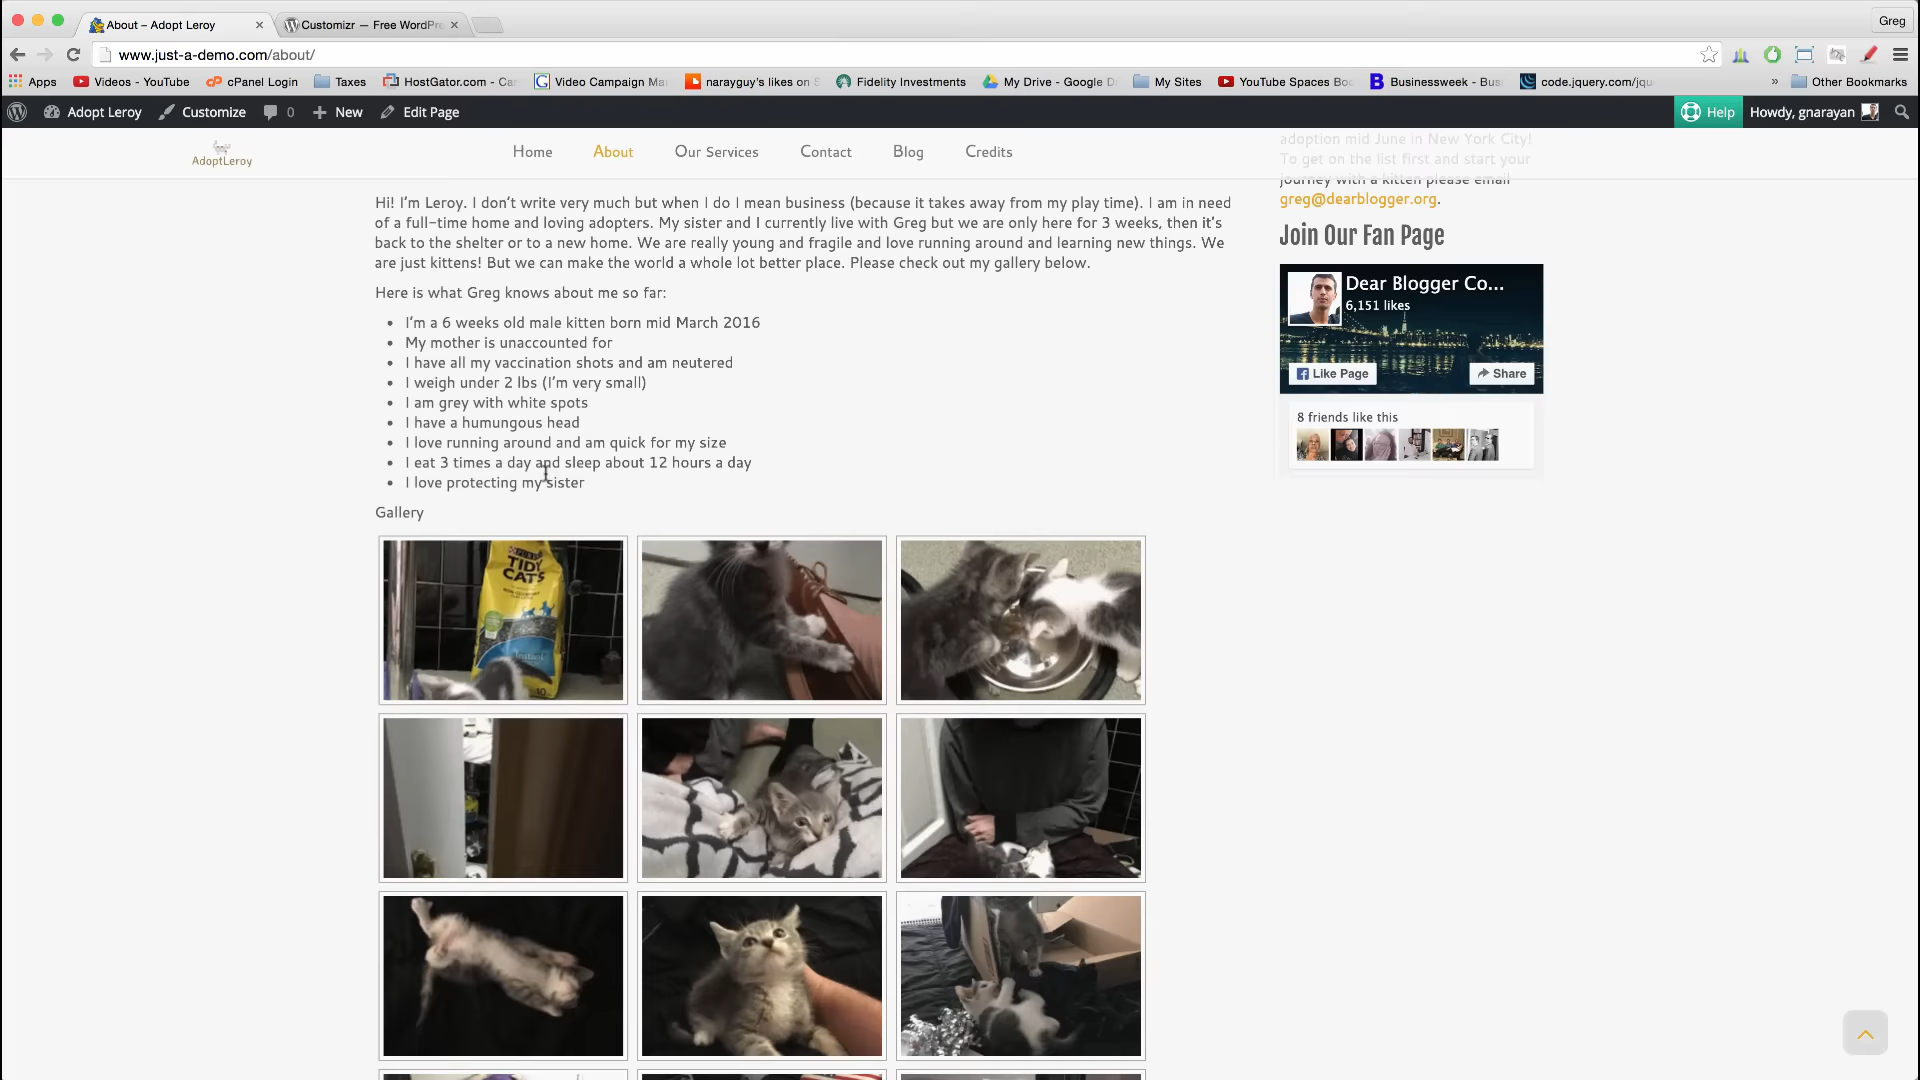 About – Adopt Leroy
Customizr — Free WordPre
Greg
www.just-a-demo.com/about/
Apps
Videos - YouTube
cPanel Login
Taxes
HostGator.com - Ca
Video Campaign Ma
narayguy's likes on S
Fidelity Investments
My Drive - Google D
My Sites
YouTube Spaces Bo
Businessweek - Bus
code.jquery.com/jqu
»
Other Bookmarks
Adopt Leroy
Customize
0
New
Edit Page
Help
Howdy, gnarayan
AdoptLeroy
Home
About
Our Services
Contact
Blog
Credits
Hi! I'm Leroy. I don't write very much but when I do I mean business (because it takes away from my play time). I am in need
of a full-time home and loving adopters. My sister and I currently live with Greg but we are only here for 3 weeks, then it's
back to the shelter or to a new home. We are really young and fragile and love running around and learning new things. We
are just kittens! But we can make the world a whole lot better place. Please check out my gallery below.
Here is what Greg knows about me so far:
• I'm a 6 weeks old male kitten born mid March 2016
• My mother is unaccounted for
• I have all my vaccination shots and am neutered
• I weigh under 2 lbs (I'm very small)
• I am grey with white spots
• I have a humungous head
• I love running around and am quick for my size
• I eat 3 times a day and sleep about 12 hours a day
• I love protecting my sister
Gallery
TIDY
CATS
Instant
10
adoption mid June in New York City!
To get on the list first and start your
journey with a kitten please email
greg@dearblogger.org.
Join Our Fan Page
Dear Blogger Co...
6,151 likes
Like Page
Share
8 friends like this